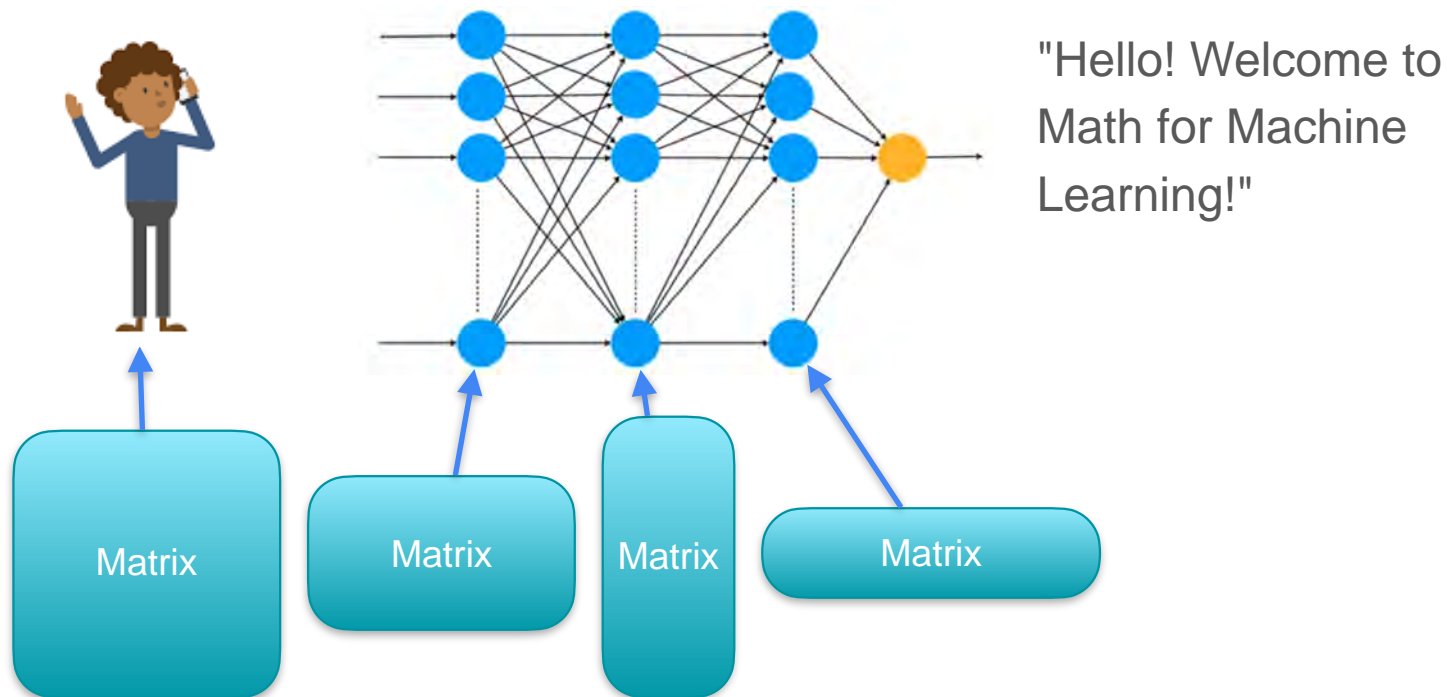 "Hello! Welcome to
Math for Machine
Learning!"
Matrix
Matrix
Matrix
Matrix